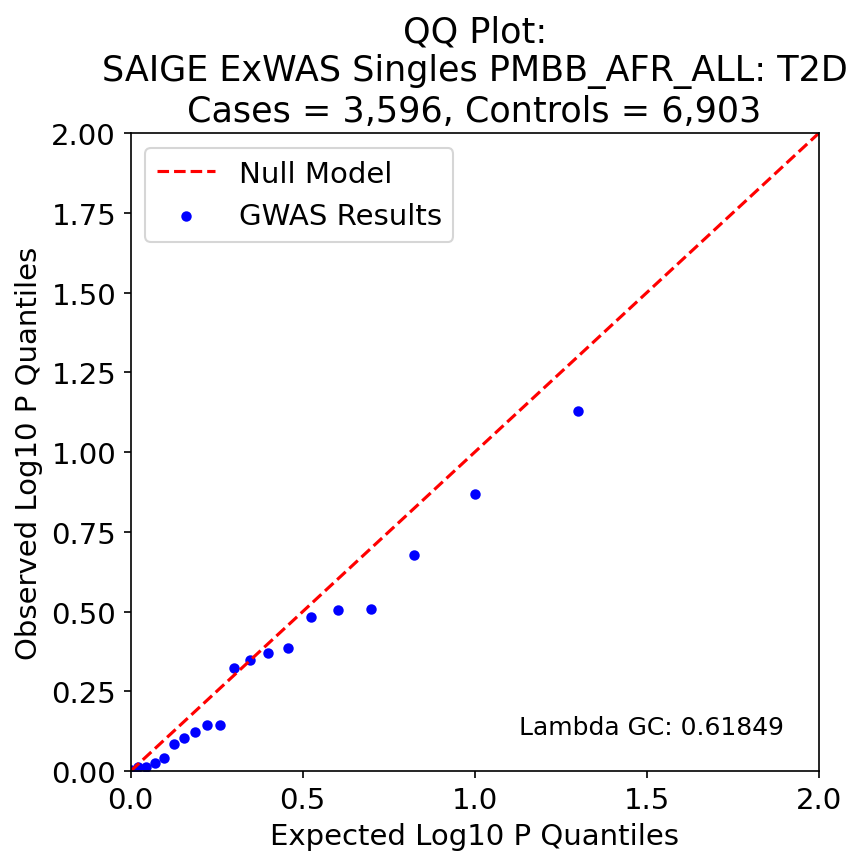 QQ Plot:
SAIGE ExWAS Singles PMBB_AFR_ALL: T2D
Cases = 3,596, Controls = 6,903
2.00
1.75
1.50
1.25
1.00
0.75
0.50
0.25
0.00
Observed Log10 P Quantiles
Null Model
GWAS Results
Lambda GC: 0.61849
0.0
0.5
1.0
1.5
2.0
Expected Log10 P Quantiles